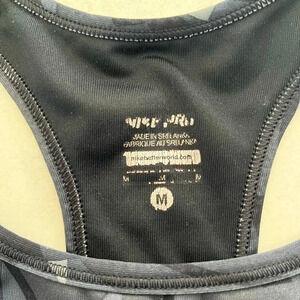 NIKE PRO
MADE IN SRI LANKA
FABRIQUE AU SRI LANKA
nikebetterworld.com
M